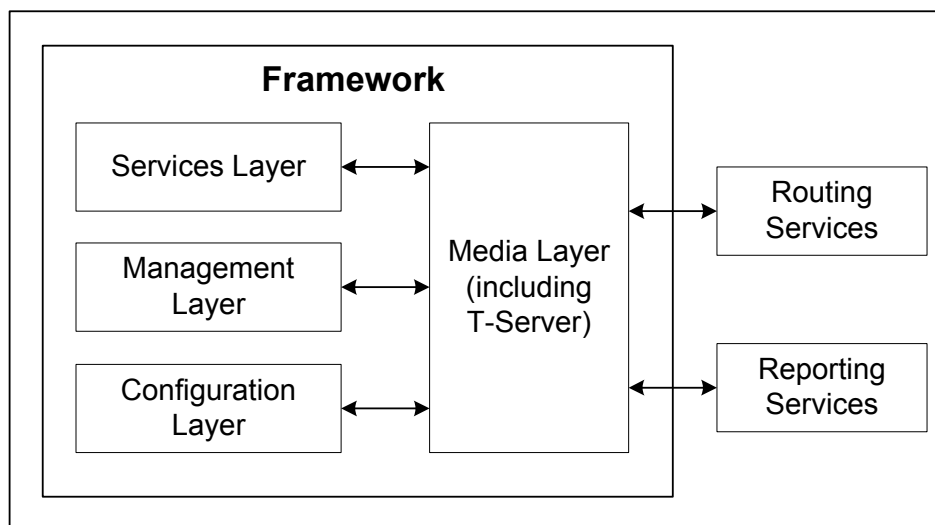 Framework
Services Layer
Management
Layer
Configuration
Layer
Media Layer
(including
T-Server)
Routing
Services
Reporting
Services